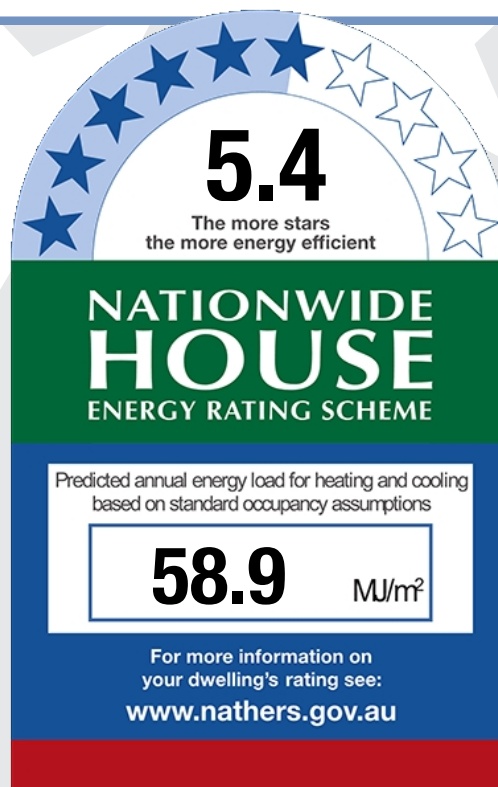 5.4
The more stars
the more energy efficient
NATIONWIDE
HOUSE
ENERGY RATING SCHEME
Predicted annual energy load for heating and cooling
based on standard occupancy assumptions
58.9 MJ/m²
For more information on
your dwelling's rating see:
www.nathers.gov.au